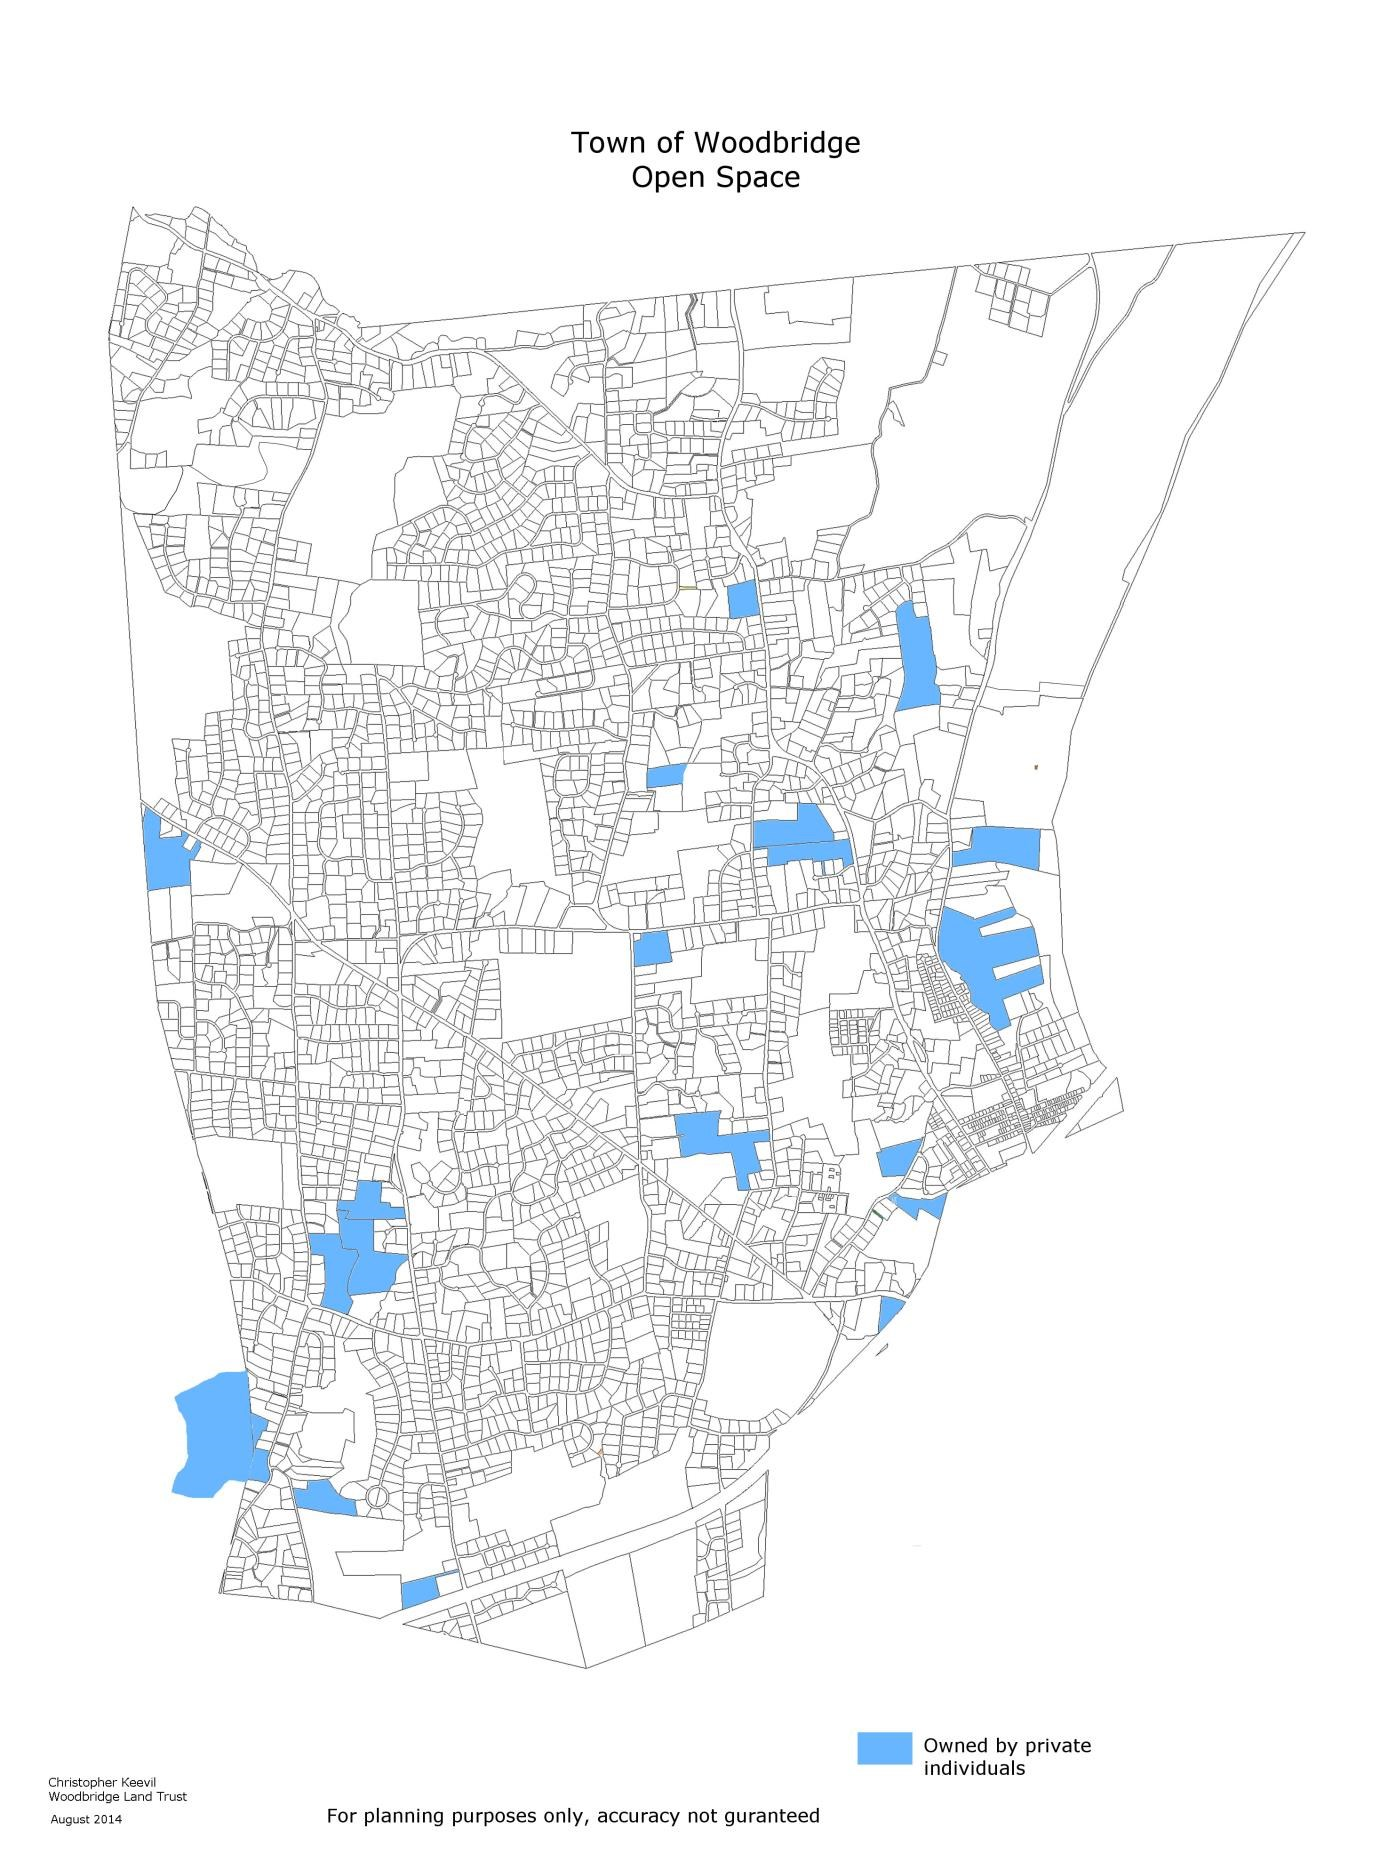 Town of Woodbridge
Open Space
Owned by private
individuals
Christopher Keevil
Woodbridge Land Trust
August 2014
For planning purposes only, accuracy not guranteed